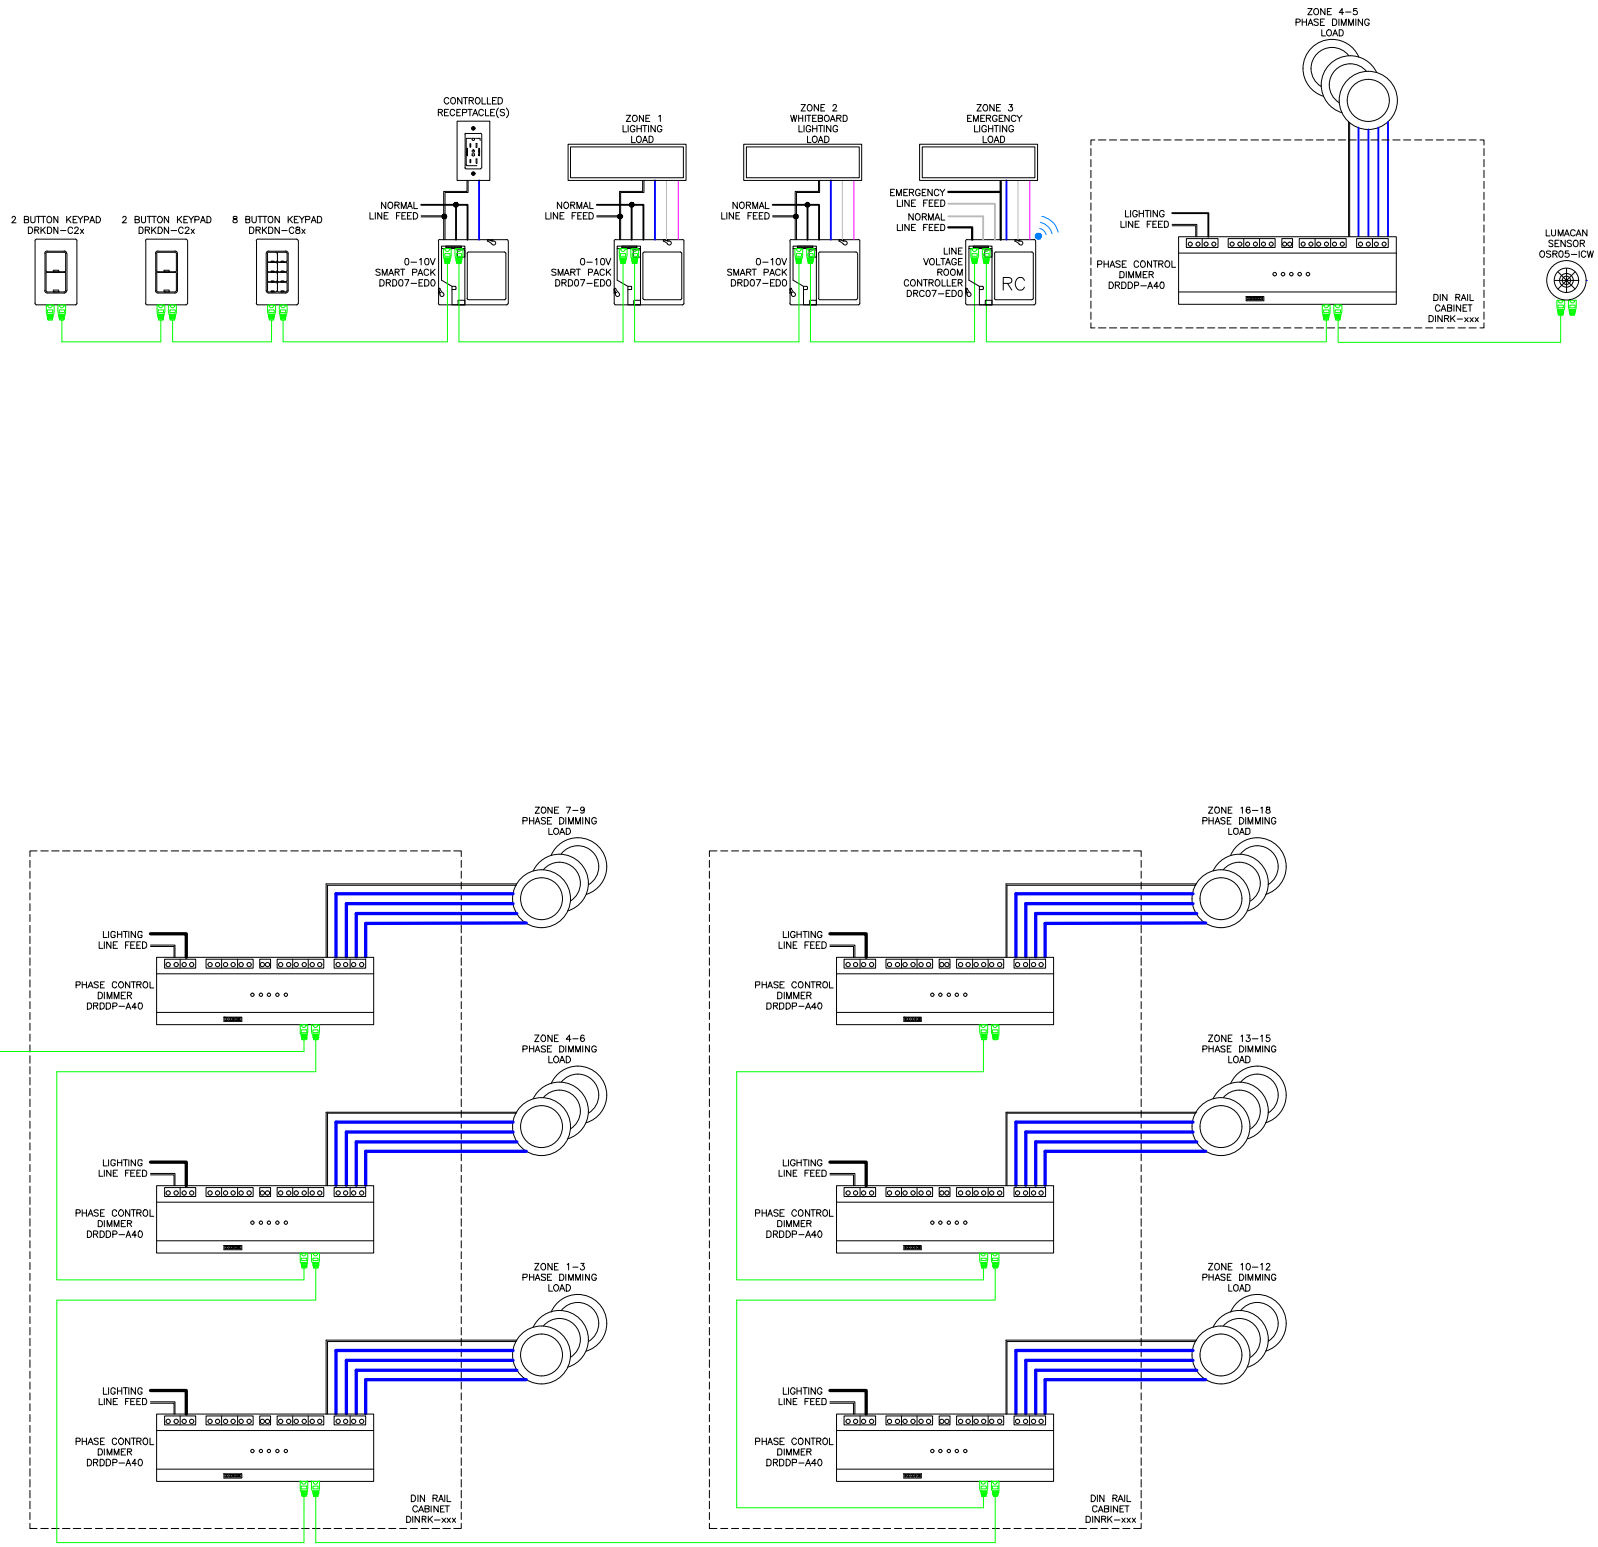 ZONE 4-5
PHASE DIMMING
LOAD
CONTROLLED
RECEPTACLE(S)
ZONE 1
LIGHTING
LOAD
ZONE 2
WHITEBOARD
LIGHTING
LOAD
ZONE 3
EMERGENCY
LIGHTING
LOAD
2 BUTTON KEYPAD
DRKDN-C2x
2 BUTTON KEYPAD
DRKDN-C2x
8 BUTTON KEYPAD
DRKDN-C8x
NORMAL
LINE FEED
NORMAL
LINE FEED
NORMAL
LINE FEED
EMERGENCY
LINE FEED
NORMAL
LINE FEED
LIGHTING
LINE FEED
0-10V
SMART PACK
DRD07-ED0
0-10V
SMART PACK
DRD07-ED0
0-10V
SMART PACK
DRD07-ED0
LINE
VOLTAGE
ROOM
CONTROLLER
DRC07-ED0
RC
PHASE CONTROL
DIMMER
DRDDP-A40
DIN RAIL
CABINET
DINRK-xxx
LUMACAN
SENSOR
OSR05-ICW
ZONE 7-9
PHASE DIMMING
LOAD
LIGHTING
LINE FEED
PHASE CONTROL
DIMMER
DRDDP-A40
ZONE 4-6
PHASE DIMMING
LOAD
LIGHTING
LINE FEED
PHASE CONTROL
DIMMER
DRDDP-A40
ZONE 1-3
PHASE DIMMING
LOAD
LIGHTING
LINE FEED
PHASE CONTROL
DIMMER
DRDDP-A40
DIN RAIL
CABINET
DINRK-xxx
ZONE 16-18
PHASE DIMMING
LOAD
LIGHTING
LINE FEED
PHASE CONTROL
DIMMER
DRDDP-A40
ZONE 13-15
PHASE DIMMING
LOAD
LIGHTING
LINE FEED
PHASE CONTROL
DIMMER
DRDDP-A40
ZONE 10-12
PHASE DIMMING
LOAD
LIGHTING
LINE FEED
PHASE CONTROL
DIMMER
DRDDP-A40
DIN RAIL
CABINET
DINRK-xxx